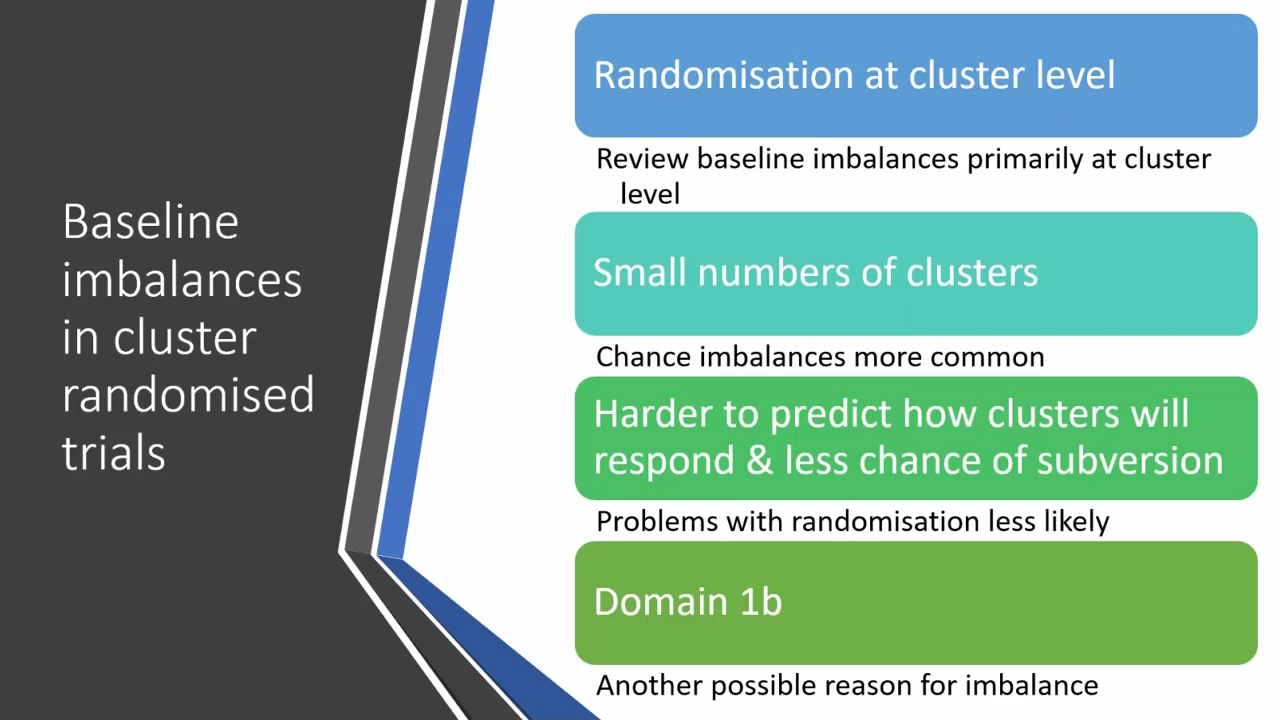 Baseline
imbalances
in cluster
randomised
trials
Randomisation at cluster level
Review baseline imbalances primarily at cluster
level
Small numbers of clusters
Chance imbalances more common
Harder to predict how clusters will
respond & less chance of subversion
Problems with randomisation less likely
Domain 1b
Another possible reason for imbalance